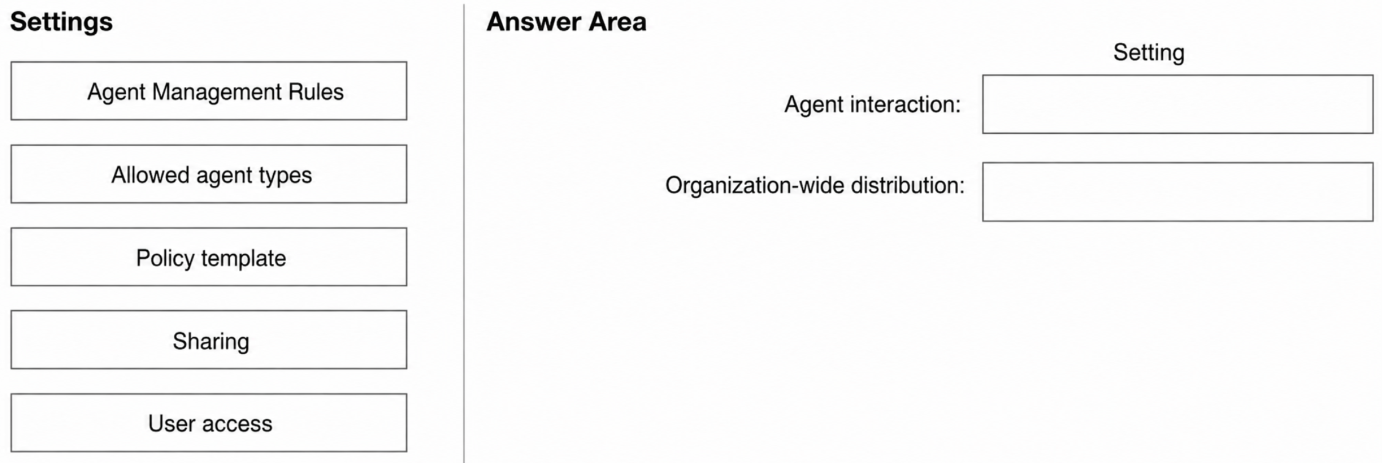 Settings
Agent Management Rules
Allowed agent types
Policy template
Sharing
User access
Answer Area
Setting
Agent interaction:
Organization-wide distribution: